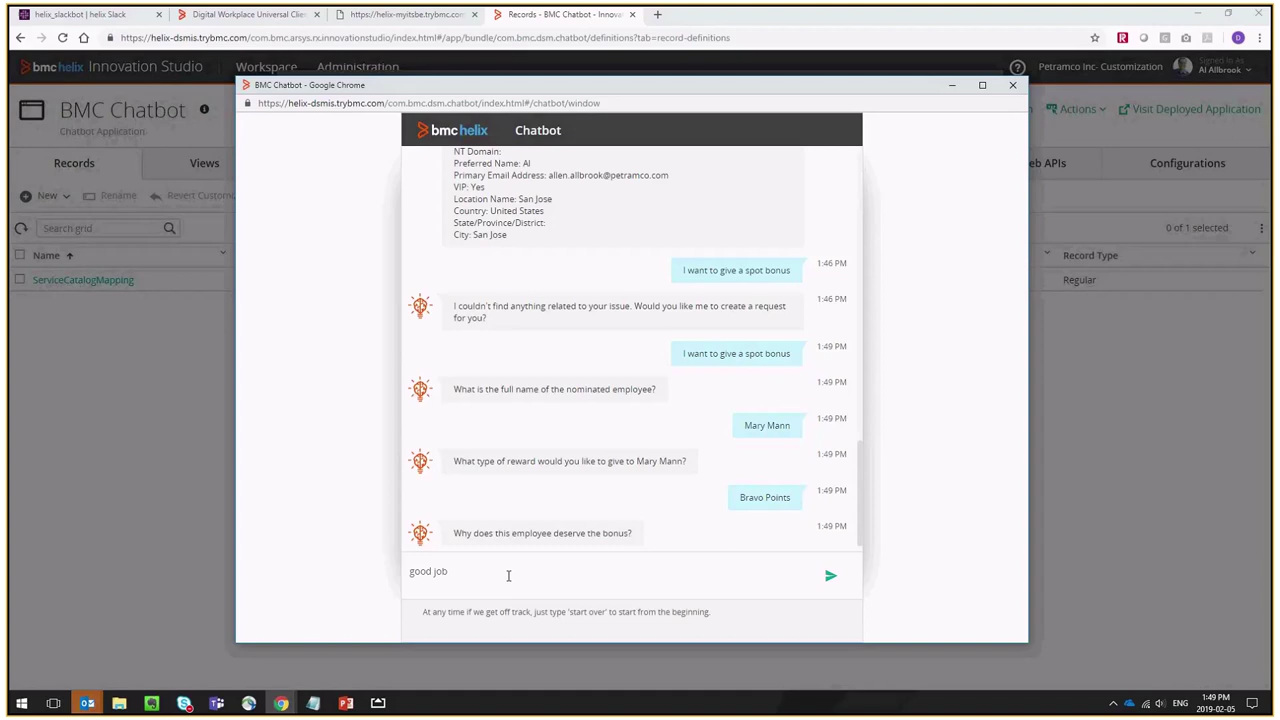 helix_slackbot | helix Slack
Digital Workplace Universal Clie
https://helix-myitsbe.trybmc.com/
Records - BMC Chatbot - Innova
https://helix-dsmis.trybmc.com/com.bmc.arsys.rx.innovationstudio/index.html#/app/bundle/com.bmc.dsm.chatbot/definitions?tab=record-definitions
bmchelix Innovation Studio
Workspace
Administration
Petramco Inc- Customization
Signed In As
Al Allbrook
BMC Chatbot
Chatbot Application.
Actions
Visit Deployed Application
Records
Views
eb APIs
Configurations
New
Rename
Revert Customi
Search grid
0 of 1 selected
Name
Record Type
ServiceCatalogMapping
Regular
BMC Chatbot - Google Chrome
https://helix-dsmis.trybmc.com/com.bmc.dsm.chatbot/index.html#/chatbot/window
bmchelix Chatbot
NT Domain:
Preferred Name: Al
Primary Email Address: allen.allbrook@petramco.com
VIP: Yes
Location Name: San Jose
Country: United States
State/Province/District:
City: San Jose
I want to give a spot bonus
1:46 PM
I couldn't find anything related to your issue. Would you like me to create a request
for you?
1:46 PM
I want to give a spot bonus
1:49 PM
What is the full name of the nominated employee?
1:49 PM
Mary Mann
1:49 PM
What type of reward would you like to give to Mary Mann?
1:49 PM
Bravo Points
1:49 PM
Why does this employee deserve the bonus?
1:49 PM
good job
At any time if we get off track, just type 'start over' to start from the beginning.
ENG
1:49 PM
2019-02-05